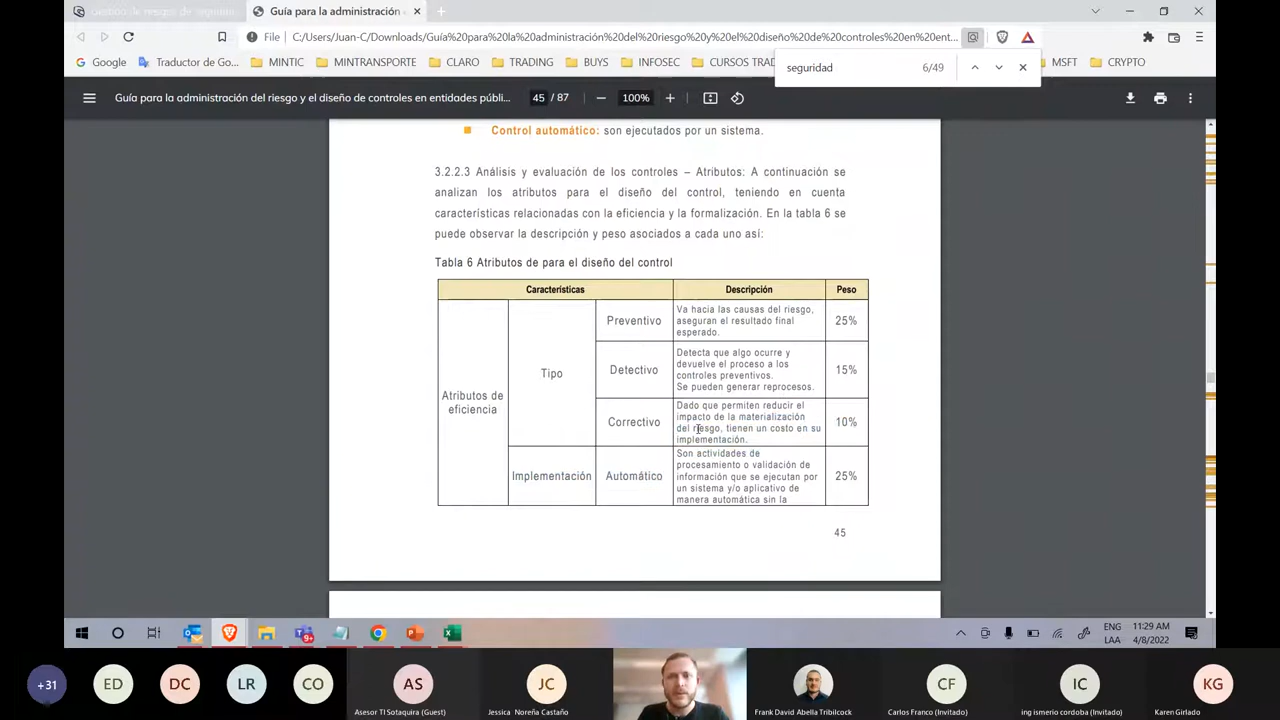 Gestión de riesgos de seguridad
Guía para la administración
File
C:/Users/Juan-C/Downloads/Guía%20para%20la%20administración%20del%20riesgo%20y%20el%20diseño%20de%20controles%20en%20ent...
Google
Traductor de Go...
MINTIC
MINTRANSPORTE
CLARO
TRADING
BUYS
INFOSEC
CURSOS TRAD
MSFT
CRYPTO
seguridad
6/49
Guía para la administración del riesgo y el diseño de controles en entidades públi...
45 / 87
100%
Control automático: son ejecutados por un sistema.
3.2.2.3 Análisis y evaluación de los controles – Atributos: A continuación se
analizan los atributos para el diseño del control, teniendo en cuenta
características relacionadas con la eficiencia y la formalización. En la tabla 6 se
puede observar la descripción y peso asociados a cada uno así:
Tabla 6 Atributos de para el diseño del control
Características
Descripción
Peso
Atributos de
eficiencia
Tipo
Preventivo
Va hacia las causas del riesgo,
aseguran el resultado final
esperado.
25%
Detectivo
Detecta que algo ocurre y
devuelve el proceso a los
controles preventivos.
Se pueden generar reprocesos.
15%
Correctivo
Dado que permiten reducir el
impacto de la materialización
del riesgo, tienen un costo en su
implementación.
10%
Implementación
Automático
Son actividades de
procesamiento o validación de
información que se ejecutan por
un sistema y/o aplicativo de
manera automática sin la
25%
45
9+
ENG
LAA
11:29 AM
4/8/2022
+31
ED
DC
LR
CO
AS
Asesor TI Sotaquira (Guest)
JC
Jessica Noreña Castaño
Frank David Abella Tribilcock
CF
Carlos Franco (Invitado)
IC
ing ismerio cordoba (Invitado)
KG
Karen Girlado